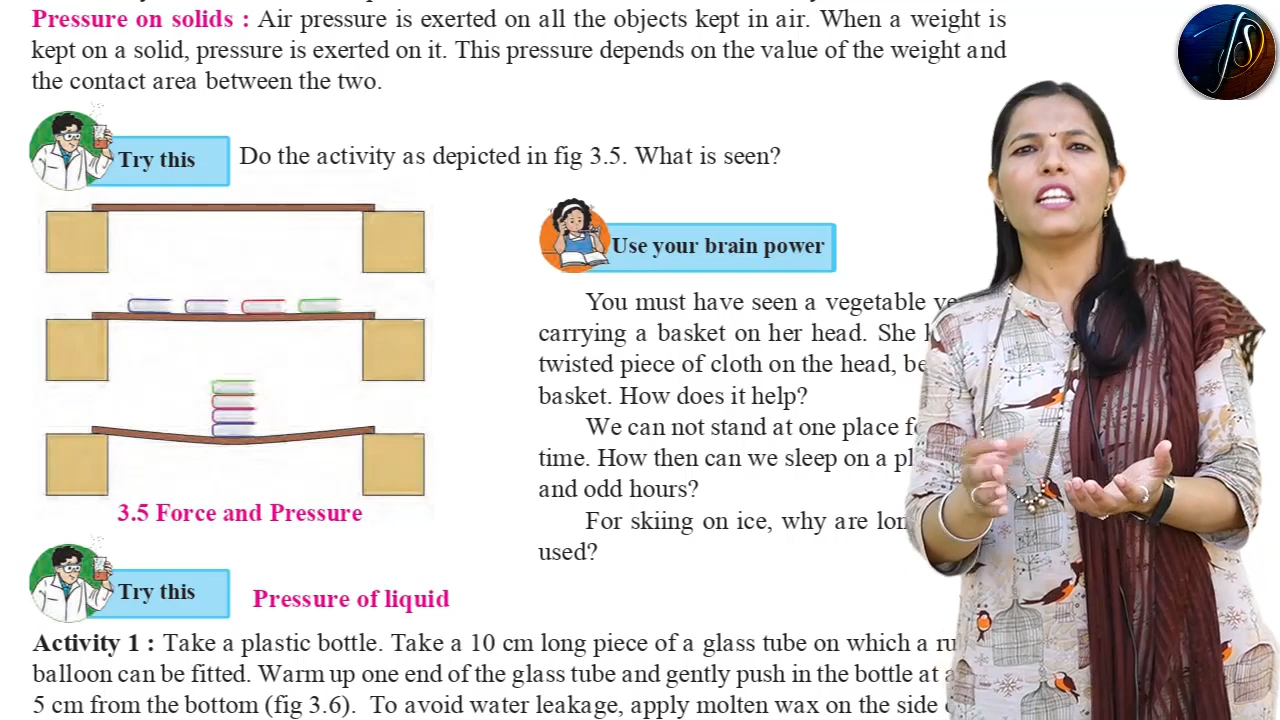 Pressure on solids : Air pressure is exerted on all the objects kept in air. When a weight is
kept on a solid, pressure is exerted on it. This pressure depends on the value of the weight and
the contact area between the two.
Try this
Do the activity as depicted in fig 3.5. What is seen?
Use your brain power
You must have seen a vegetable
carrying a basket on her head. She
twisted piece of cloth on the head,
basket. How does it help?
We can not stand at one place
time. How then can we sleep on a
and odd hours?
For skiing on ice, why are
used?
3.5 Force and Pressure
Try this
Pressure of liquid
Activity 1 : Take a plastic bottle. Take a 10 cm long piece of a glass tube on which a
balloon can be fitted. Warm up one end of the glass tube and gently push in the bottle at
5 cm from the bottom (fig 3.6). To avoid water leakage, apply molten wax on the side